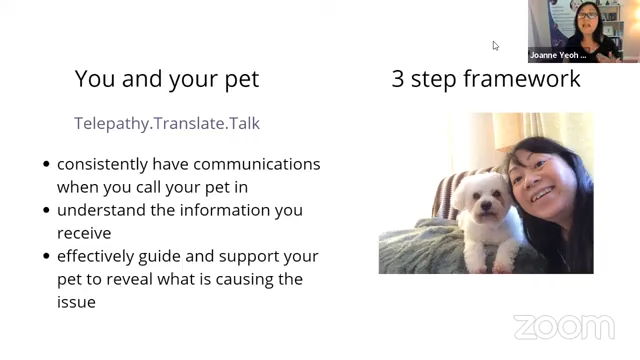 Joanne Yeoh
You and your pet
3 step framework
Telepathy.Translate.Talk
consistently have communications
when you call your pet in
understand the information you
receive
effectively guide and support your
pet to reveal what is causing the
issue
zoom